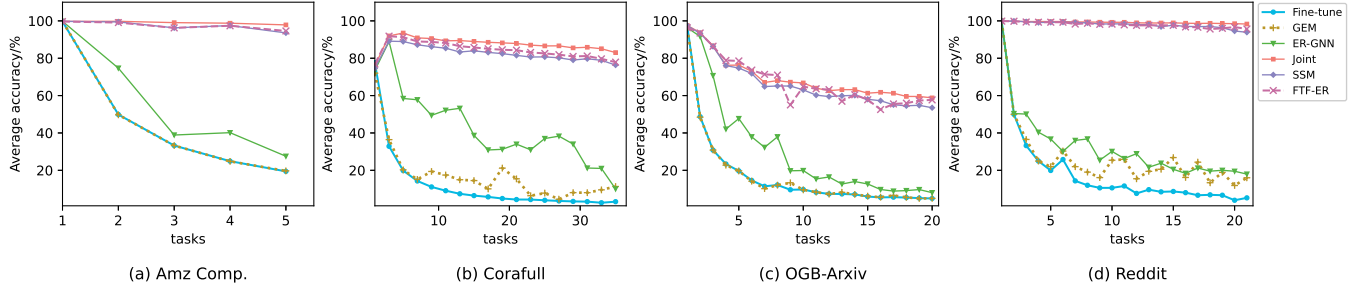 Average accuracy/%
100
80
60
40
20
1
2
3
4
5
tasks
(a) Amz Comp.
Average accuracy/%
100
80
60
40
20
10
20
30
tasks
(b) Corafull
Average accuracy/%
100
80
60
40
20
5
10
15
20
tasks
(c) OGB-Arxiv
Average accuracy/%
100
80
60
40
20
5
10
15
20
tasks
(d) Reddit
Fine-tune
GEM
ER-GNN
Joint
SSM
FTF-ER